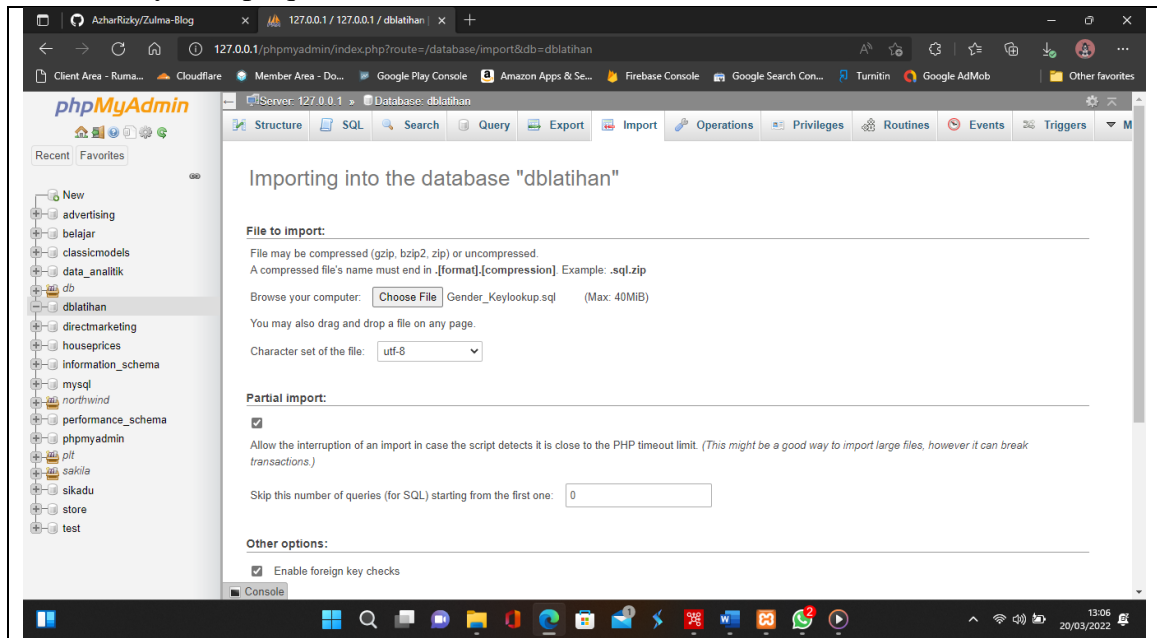 AzharRizky/Zulma-Blog
127.0.0.1 / 127.0.0.1 / dblatihan |
127.0.0.1/phpmyadmin/index.php?route=/database/import&db=dblatihan
Client Area - Ruma...
Cloudflare
Member Area - Do...
Google Play Console
Amazon Apps & Se...
Firebase Console
Google Search Con...
Turnitin
Google AdMob
Other favorites
phpMyAdmin
Recent
Favorites
New
advertising
belajar
classicmodels
data_analitik
db
dblatihan
directmarketing
houseprices
information_schema
mysql
northwind
performance_schema
phpmyadmin
plt
sakila
sikadu
store
test
Server: 127.0.0.1 » Database: dblatihan
Structure
SQL
Search
Query
Export
Import
Operations
Privileges
Routines
Events
Triggers
M
Importing into the database "dblatihan"
File to import:
File may be compressed (gzip, bzip2, zip) or uncompressed.
A compressed file's name must end in .[format].[compression]. Example: .sql.zip
Browse your computer: Choose File Gender_Keylookup.sql (Max: 40MiB)
You may also drag and drop a file on any page.
Character set of the file: utf-8
Partial import:
Allow the interruption of an import in case the script detects it is close to the PHP timeout limit. (This might be a good way to import large files, however it can break
transactions.)
Skip this number of queries (for SQL) starting from the first one: 0
Other options:
Enable foreign key checks
Console
2
13:06
20/03/2022